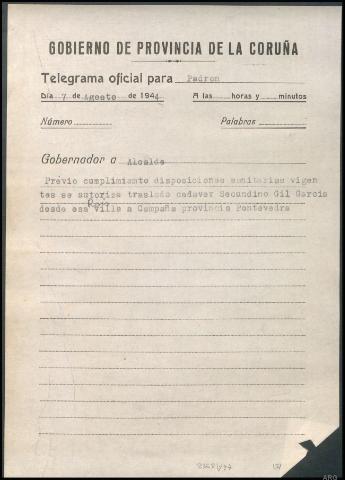 GOBIERNO DE PROVINCIA DE LA CORUÑA
Telegrama oficial para Padron
Día 7 de Agosto de 1944 A las horas y minutos
Número Palabras
Gobernador a Alcalde
Prévio cumplimiento disposiciones sanitarias vigen
tes se autoriza traslado cadaver Secundino Gil Garcia
desde esa villa a Campaña provincia Pontevedra
ARG